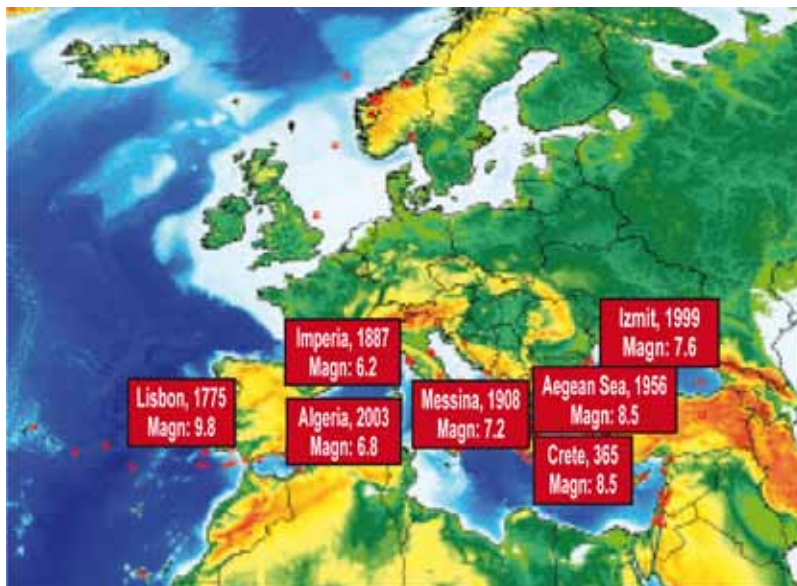 Izmit, 1999
Magn: 7.6
Imperia, 1887
Magn: 6.2
Lisbon, 1775
Magn: 9.8
Algeria, 2003
Magn: 6.8
Messina, 1908
Magn: 7.2
Aegean Sea, 1956
Magn: 8.5
Crete, 365
Magn: 8.5